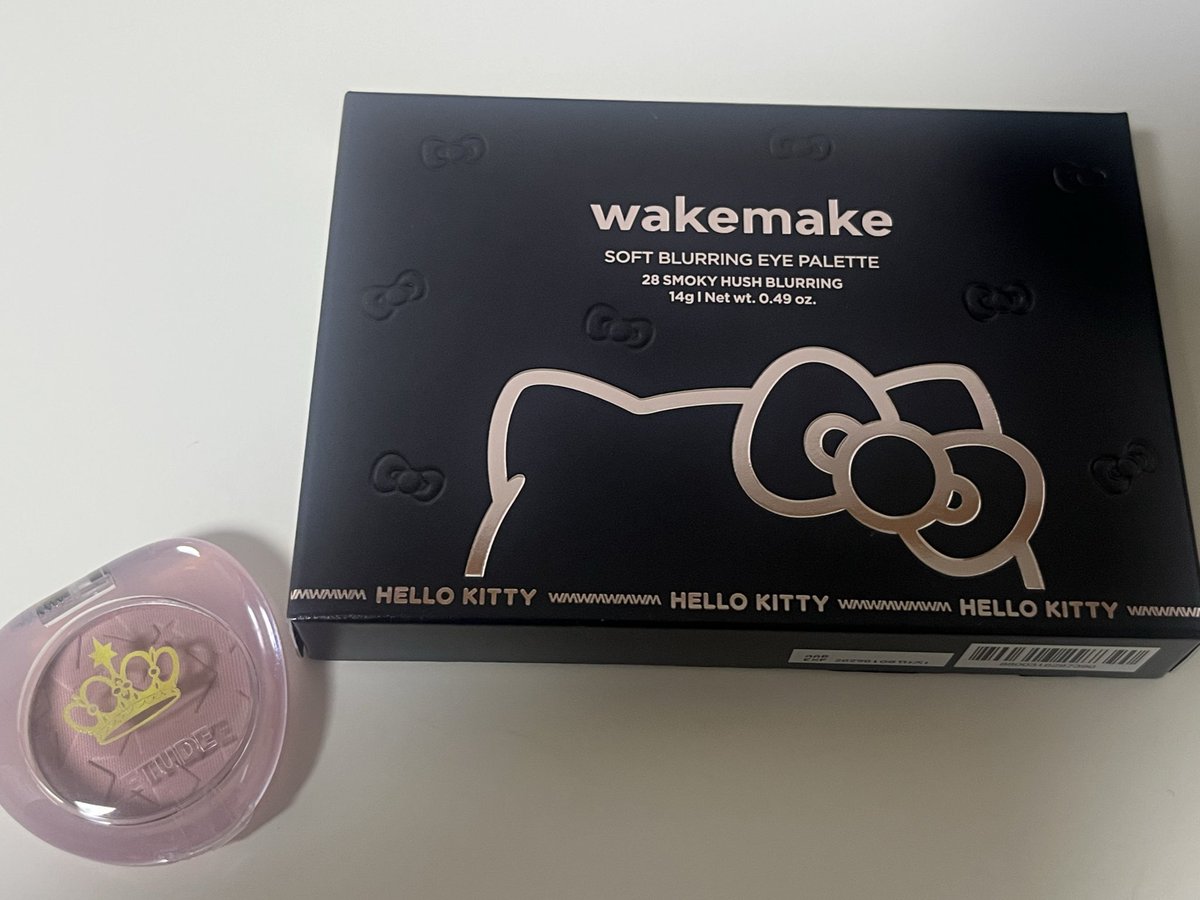 wakemake
SOFT BLURRING EYE PALETTE
28 SMOKY HUSH BLURRING
14g | Net wt. 0.49 oz.
HELLO KITTY HELLO KITTY HELLO KITTY
ETUDE